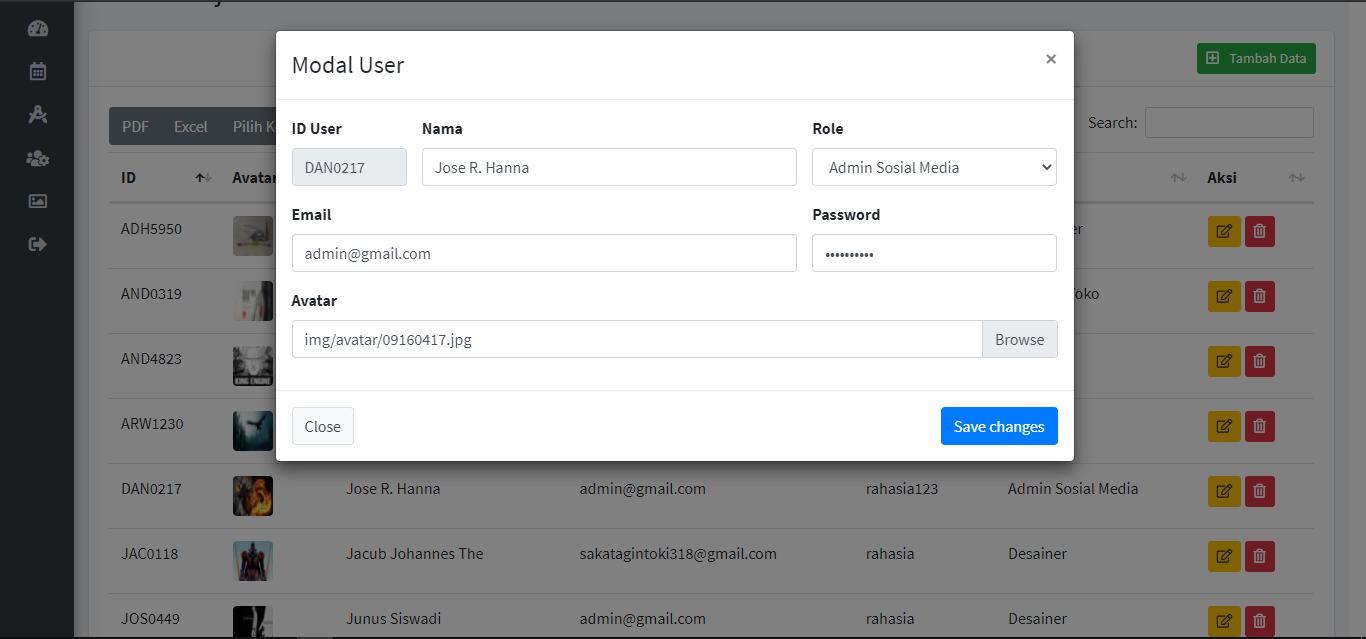 Modal User
×
Tambah Data
PDF Excel Pilih K
Search:
ID User Nama Role
DAN0217 Jose R. Hanna Admin Sosial Media
ID Avatar Aksi
Email Password
ADH5950
admin@gmail.com ••••••••••
AND0319
Avatar
img/avatar/09160417.jpg Browse
AND4823
KING ENGINE
ARW1230
Close Save changes
DAN0217 Jose R. Hanna admin@gmail.com rahasia123 Admin Sosial Media
JAC0118 Jacub Johannes The sakatagintoki318@gmail.com rahasia Desainer
JOS0449 Junus Siswadi admin@gmail.com rahasia Desainer